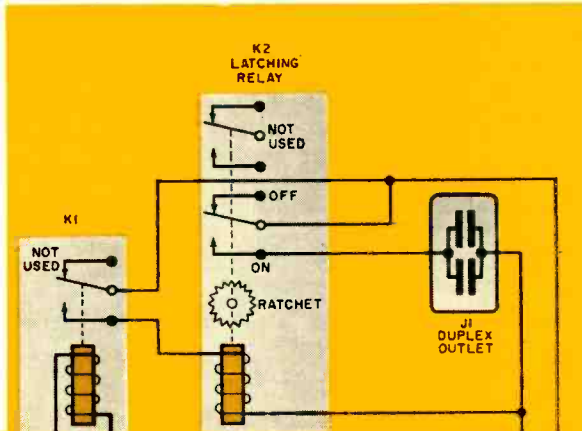 K2
LATCHING
RELAY
NOT
USED
OFF
K1
NOT
USED
ON
RATCHET
J1
DUPLEX
OUTLET